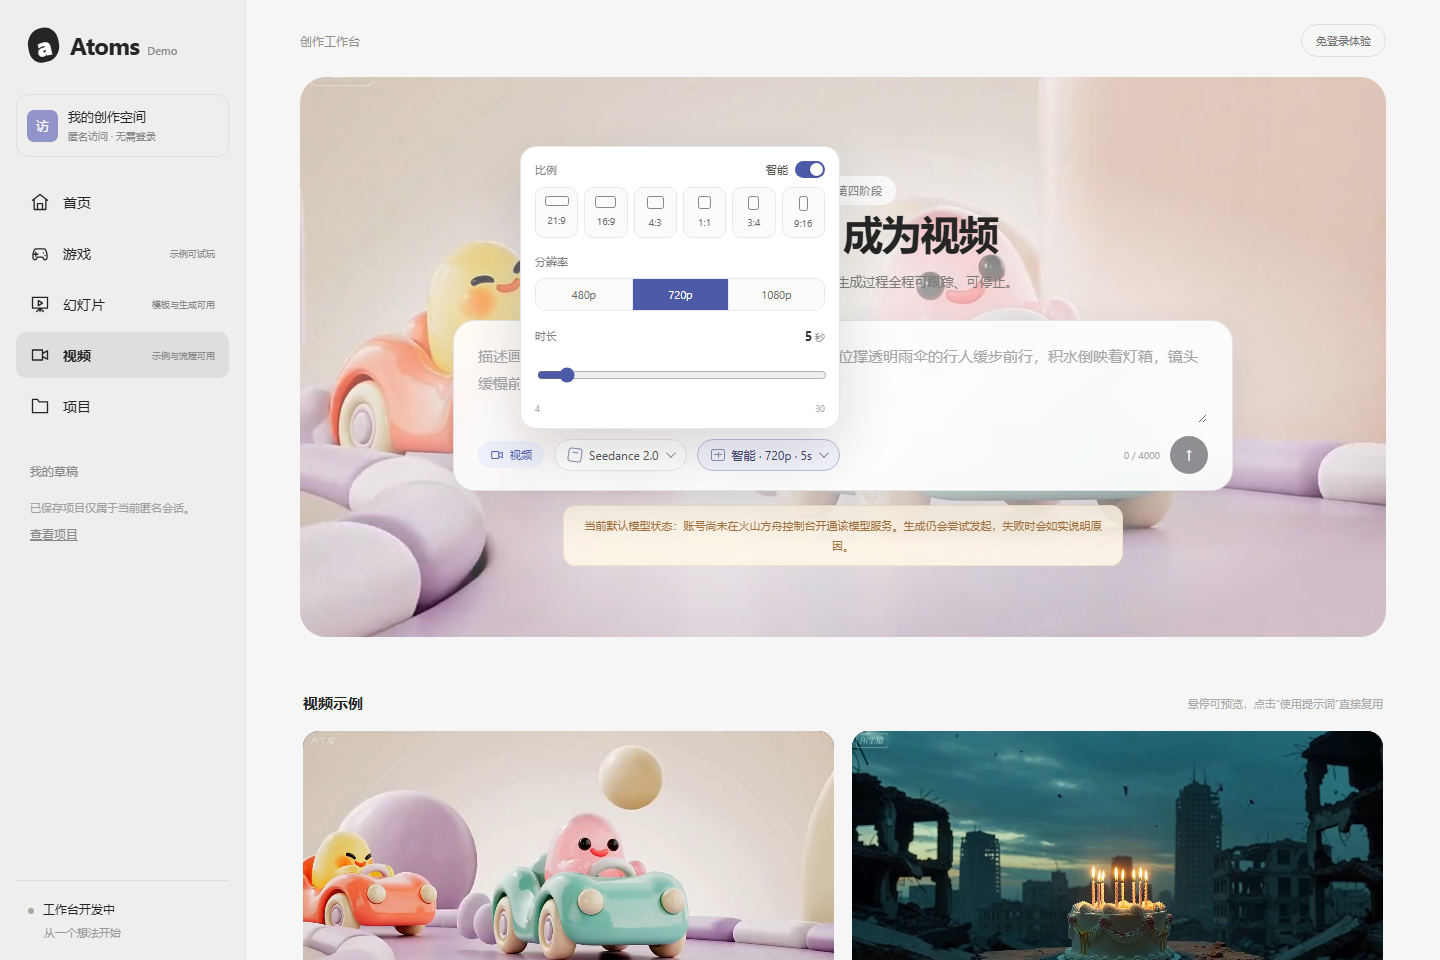 Atoms Demo
访
我的创作空间
匿名访问 · 无需登录
首页
游戏 示例可试玩
幻灯片 模板与生成可用
视频 示例与流程可用
项目
我的草稿
已保存项目仅属于当前匿名会话。
查看项目
工作台开发中
从一个想法开始
创作工作台
免登录体验
第四阶段
成为视频
生成过程全程可跟踪、可停止。
比例 智能
21:9 16:9 4:3 1:1 3:4 9:16
分辨率
480p 720p 1080p
时长 5 秒
4 30
描述画
位撑透明雨伞的行人缓步前行，积水倒映着灯箱，镜头
缓慢前
视频 Seedance 2.0 智能 · 720p · 5s 0 / 4000
当前默认模型状态：账号尚未在火山方舟控制台开通该模型服务。生成仍会尝试发起，失败时会如实说明原
因。
视频示例
悬停可预览，点击“使用提示词”直接复用
AI生成
AI生成